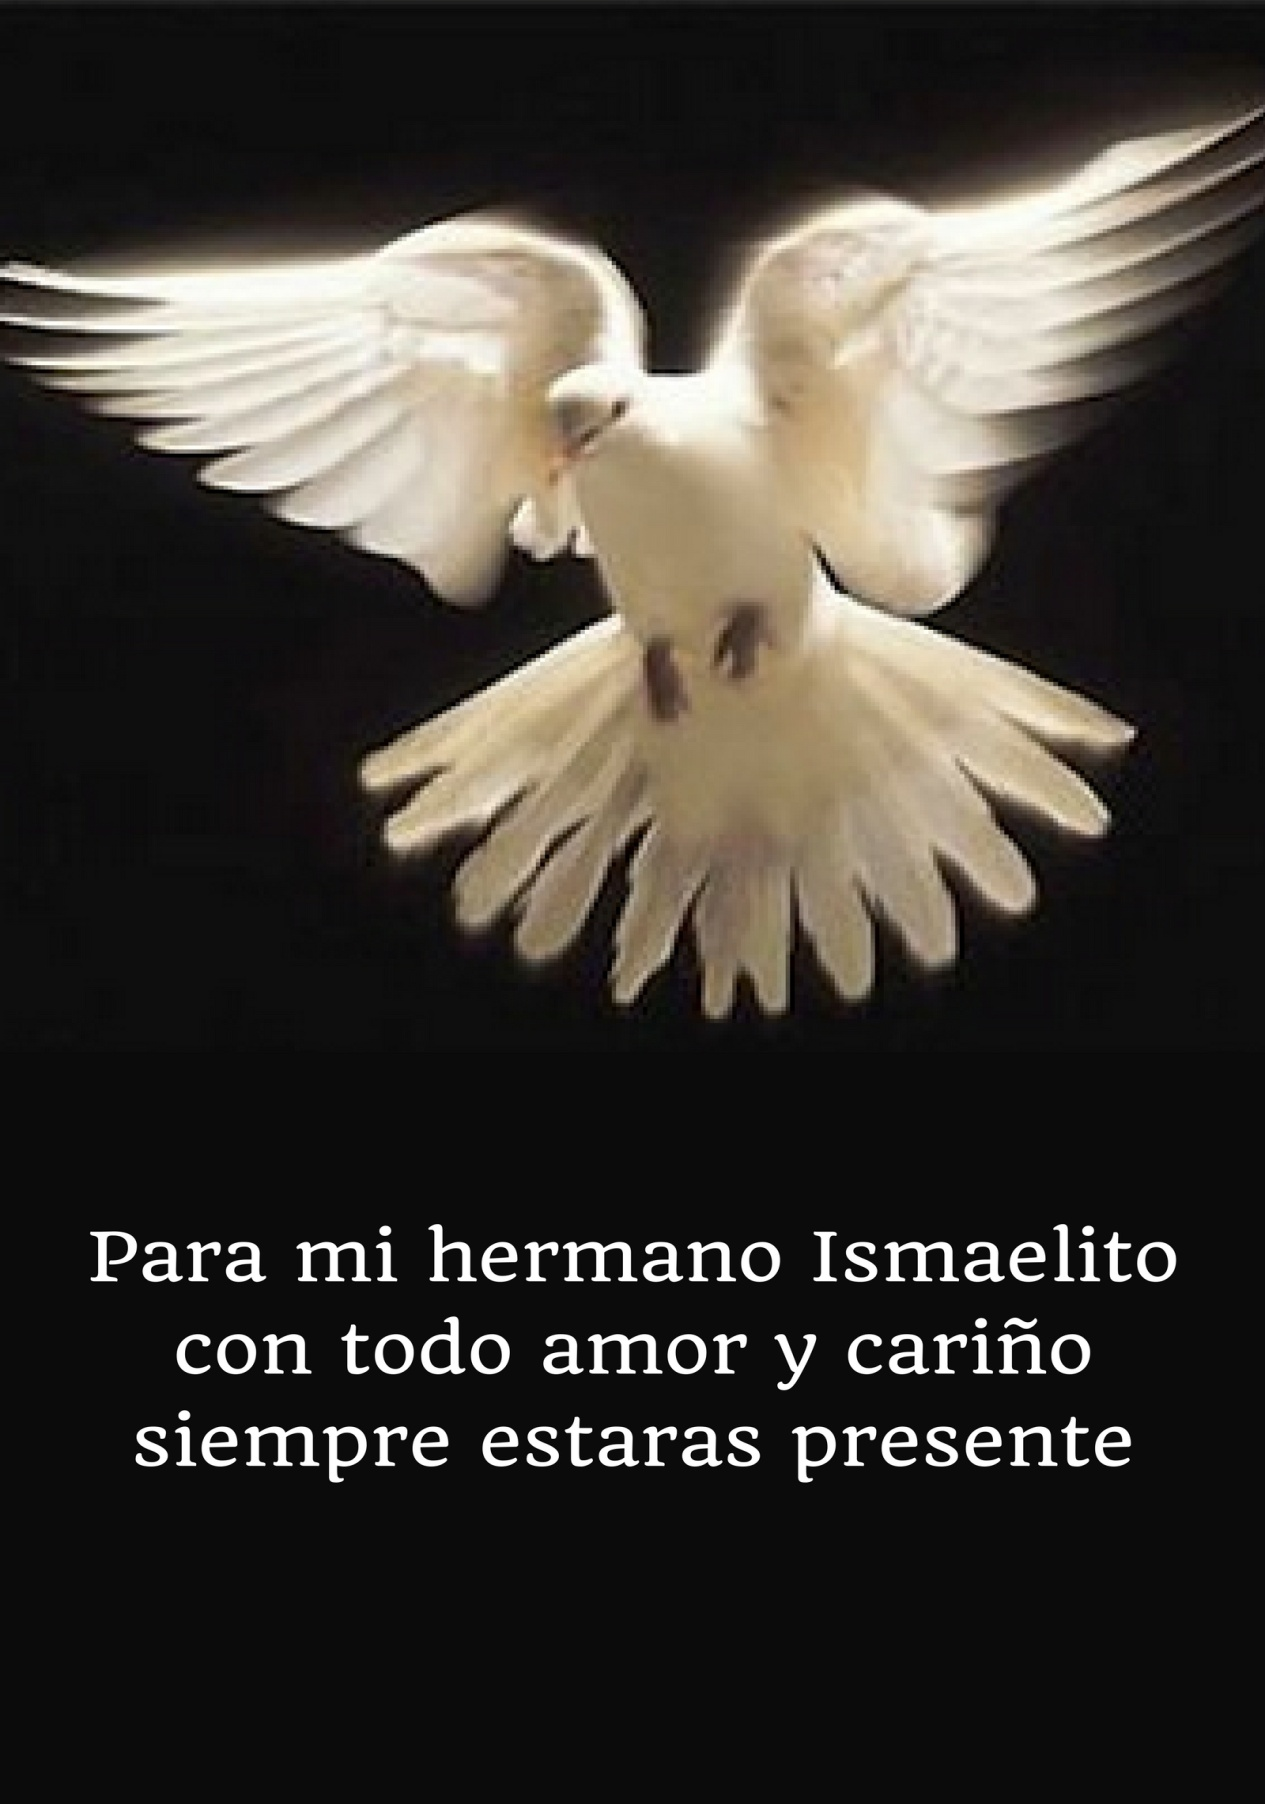 Para mi hermano Ismaelito
con todo amor y cariño
siempre estaras presente